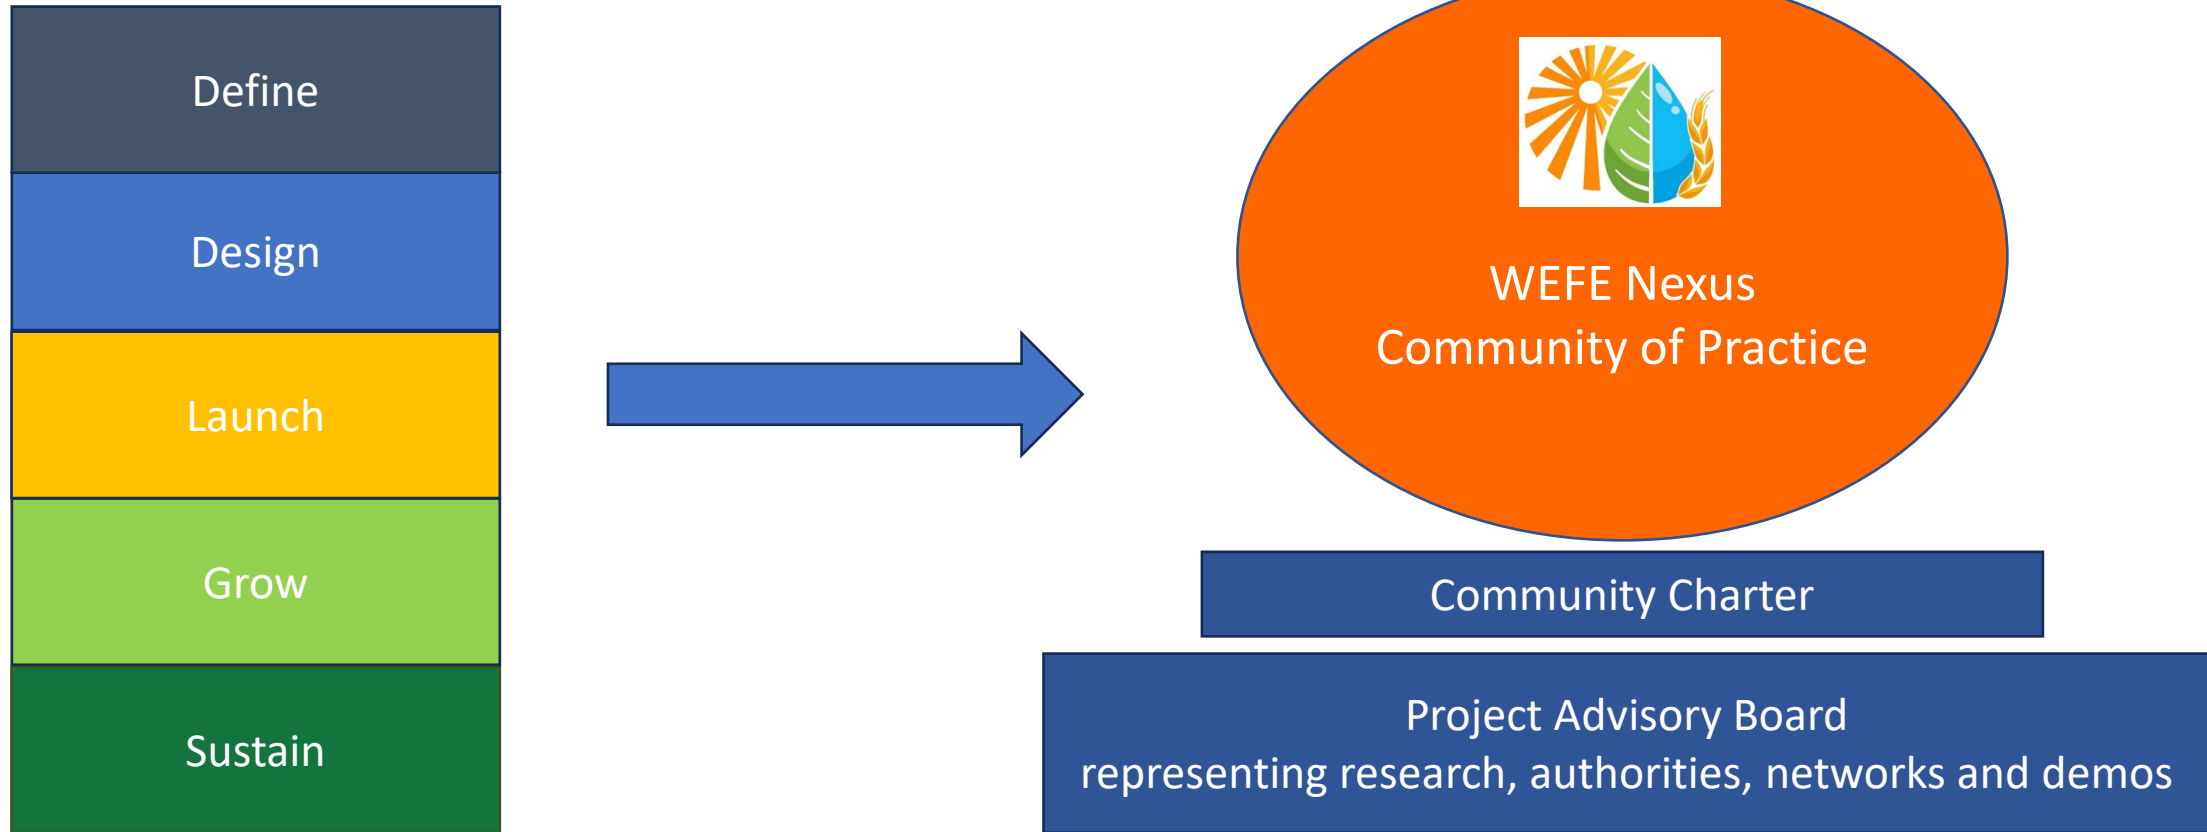 Define
Design
Launch
Grow
Sustain
WEFE Nexus
Community of Practice
Community Charter
Project Advisory Board
representing research, authorities, networks and demos